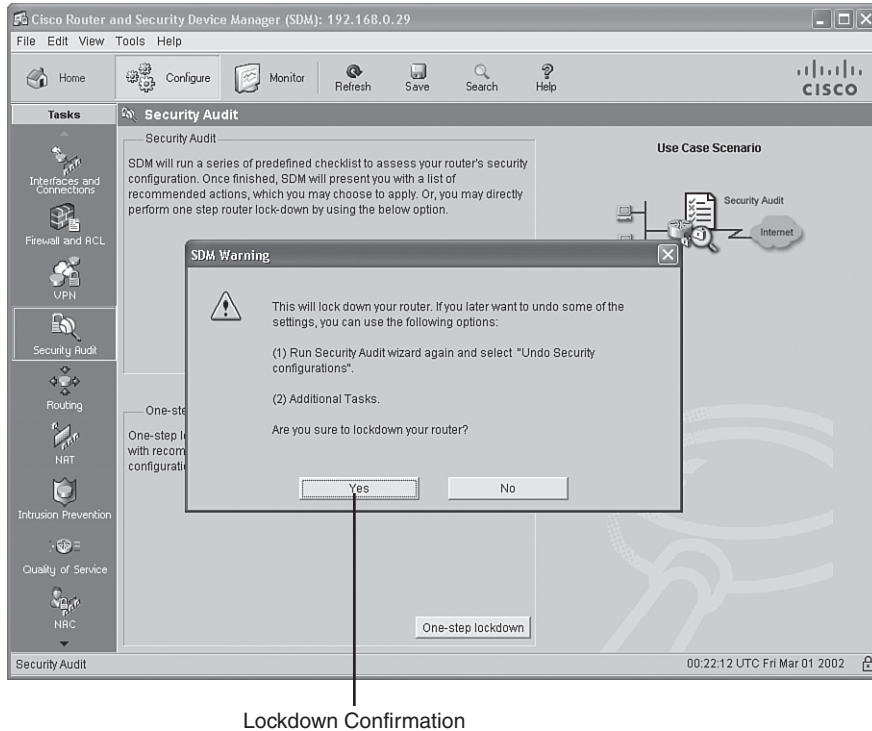 Cisco Router and Security Device Manager (SDM): 192.168.0.29
File Edit View Tools Help
Home Configure Monitor Refresh Save Search Help
CISCO
Tasks
Security Audit
Interfaces and
Connections
Firewall and ACL
VPN
Security Audit
Routing
NAT
Intrusion Prevention
Quality of Service
NAC
Security Audit
SDM will run a series of predefined checklist to assess your router's security
configuration. Once finished, SDM will present you with a list of
recommended actions, which you may choose to apply. Or, you may directly
perform one step router lock-down by using the below option.
Use Case Scenario
Security Audit
Internet
SDM Warning
This will lock down your router. If you later want to undo some of the
settings, you can use the following options:
(1) Run Security Audit wizard again and select "Undo Security
configurations".
(2) Additional Tasks.
Are you sure to lockdown your router?
Yes No
One-ste
One-step l
with recom
configurati
One-step lockdown
Security Audit 00:22:12 UTC Fri Mar 01 2002
Lockdown Confirmation